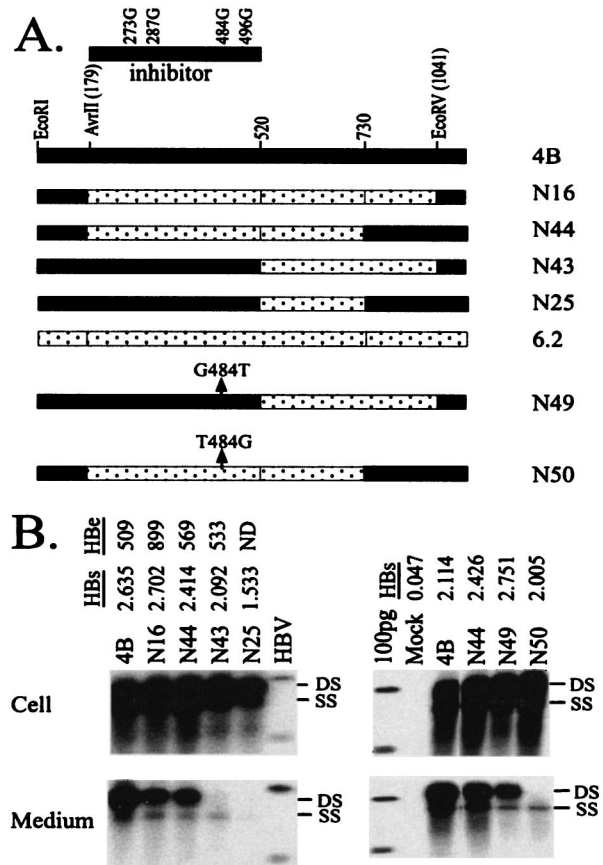 A.
273G 287G 484G 496G
inhibitor
EcoRI AvrII (179) 520 730 EcoRV (1041)
4B
N16
N44
N43
N25
6.2
G484T
N49
T484G
N50
B.
HBe 509 899 569 533 ND
HBs 2.635 2.702 2.414 2.092 1.533
4B N16 N44 N43 N25 HBV
HBs 0.047 2.114 2.426 2.751 2.005
100pg Mock 4B N44 N49 N50
Cell DS SS DS SS
Medium DS SS DS SS